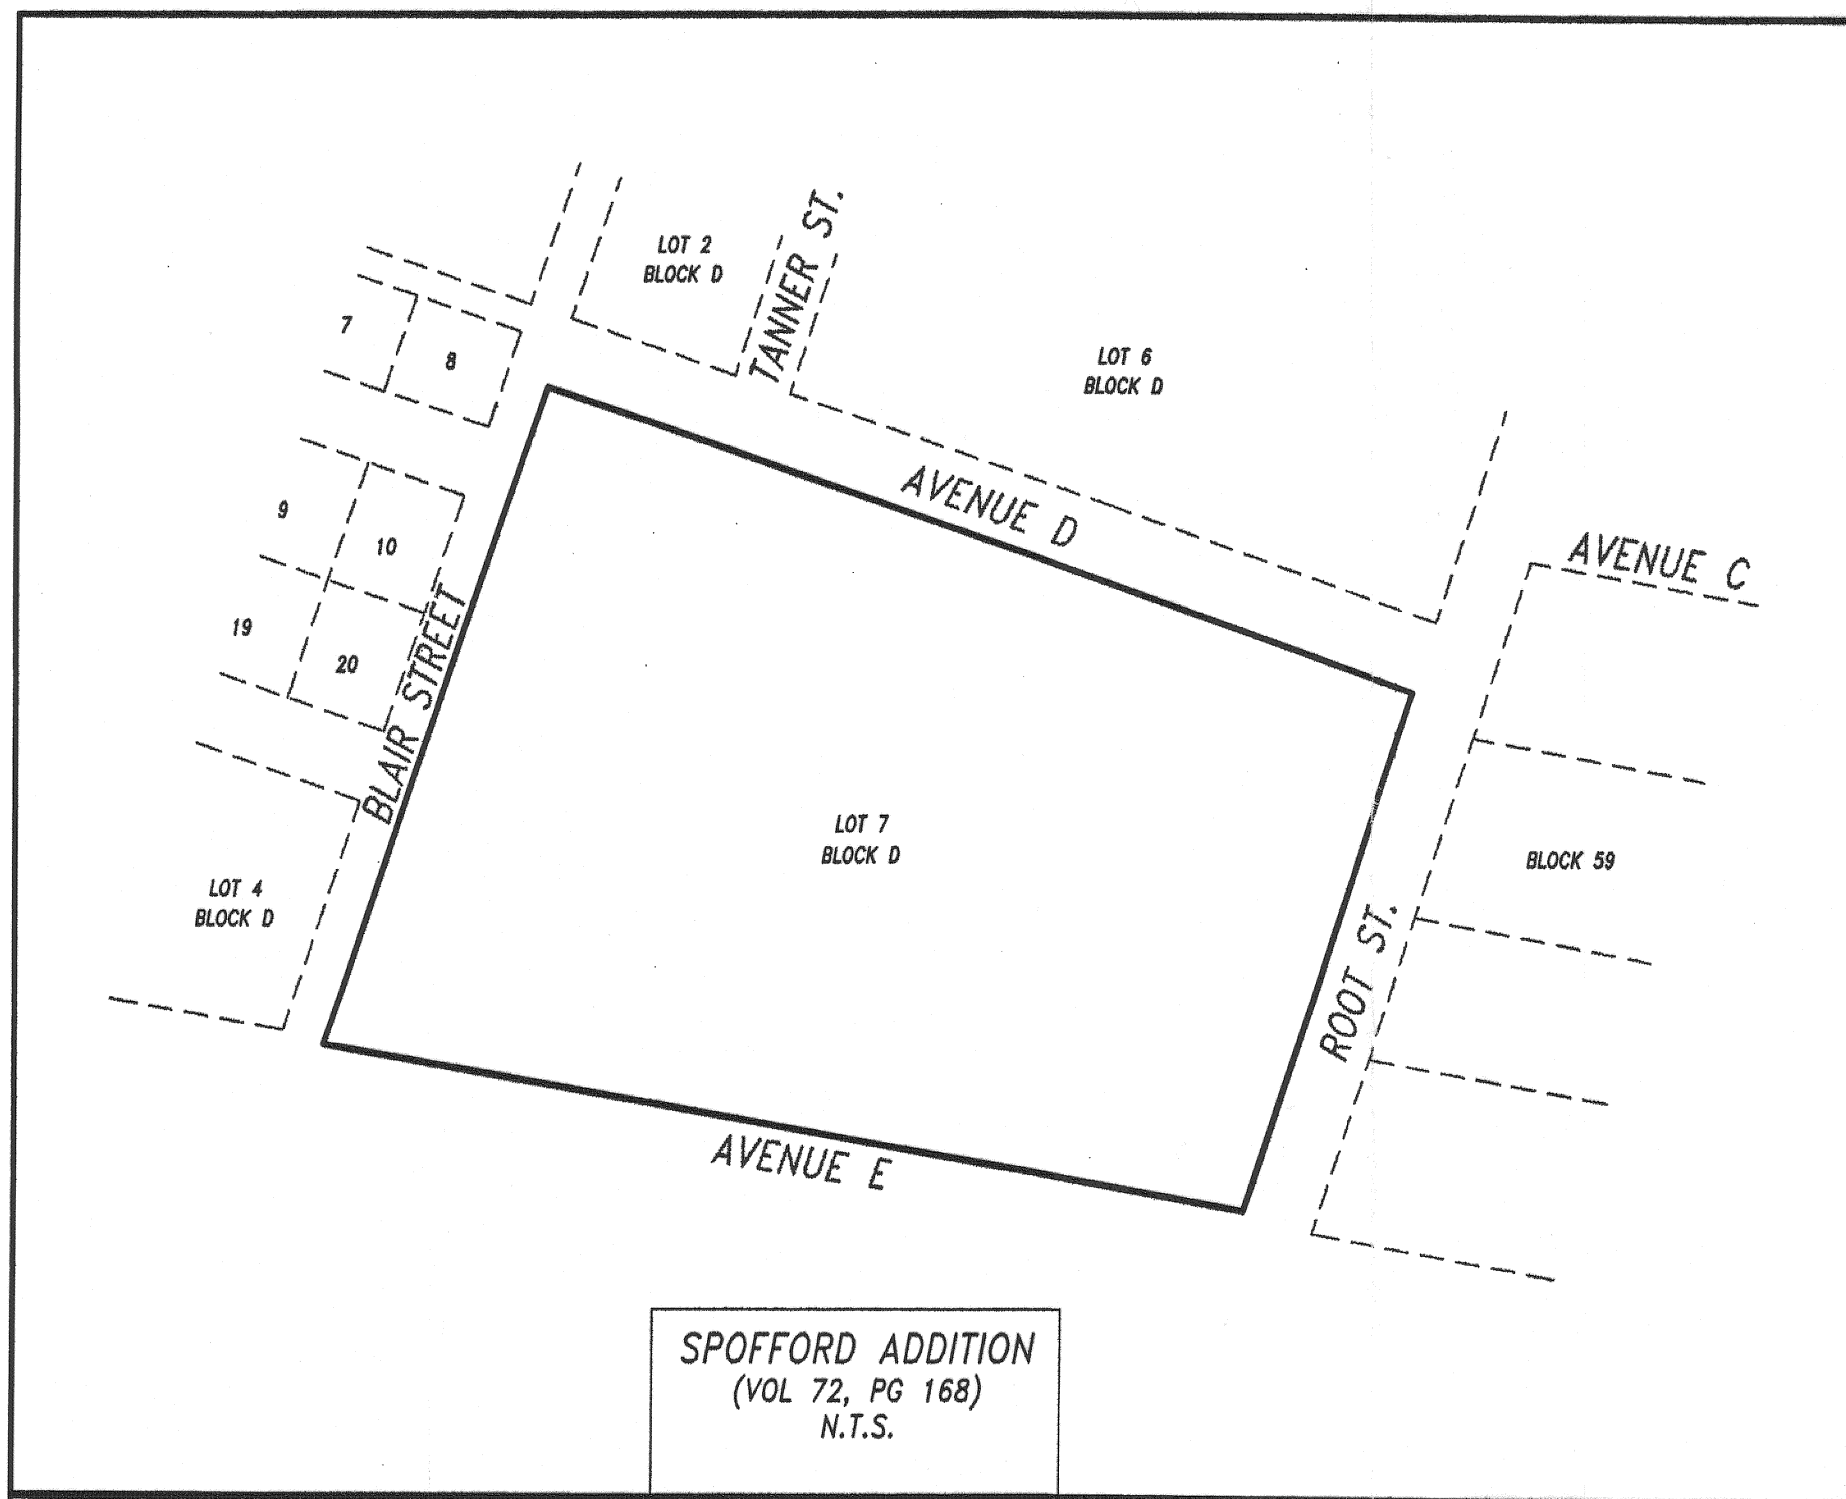 LOT 2
BLOCK D
TANNER ST.
7
8
LOT 6
BLOCK D
9
10
AVENUE D
AVENUE C
19
20
BLAIR STREET
LOT 7
BLOCK D
BLOCK 59
LOT 4
BLOCK D
ROOT ST.
AVENUE E
SPOFFORD ADDITION
(VOL 72, PG 168)
N.T.S.